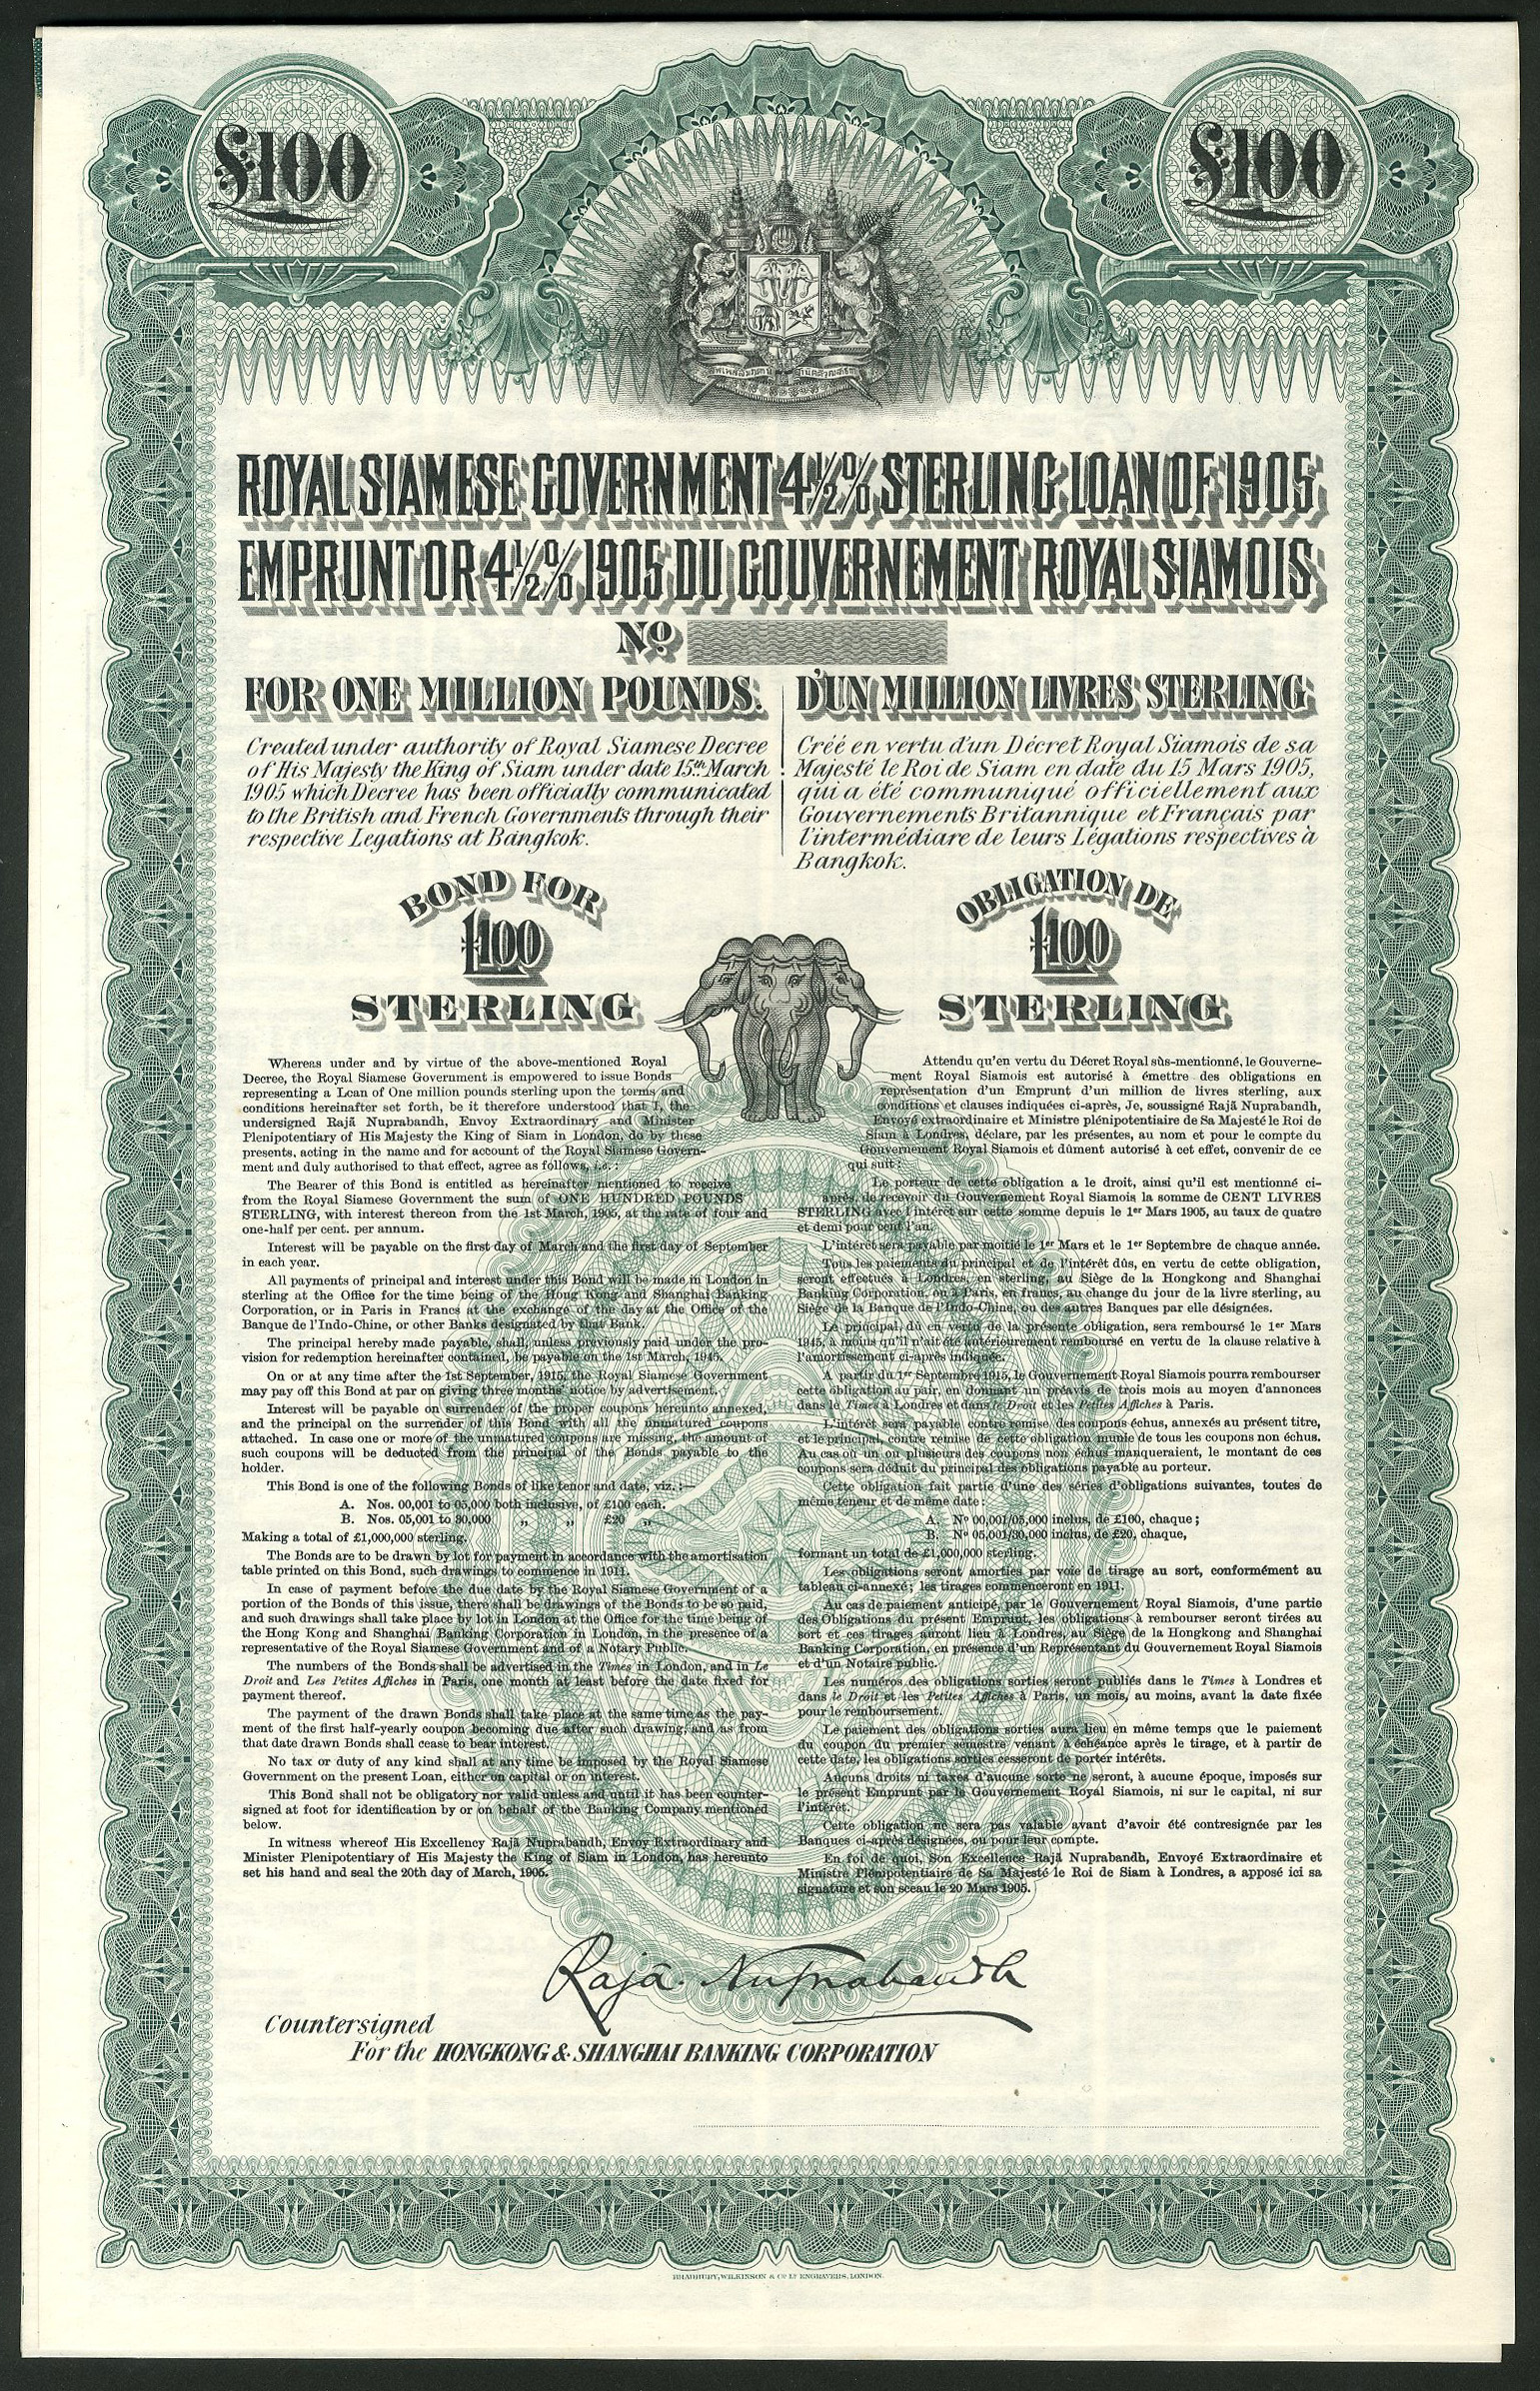 £100
£100
ROYAL SIAMESE GOVERNMENT 4½% STERLING LOAN OF 1905
EMPRUNT OR 4½% 1905 DU GOUVERNEMENT ROYAL SIAMOIS
No
FOR ONE MILLION POUNDS.
Created under authority of Royal Siamese Decree
of His Majesty the King of Siam under date 15th March
1905 which Decree has been officially communicated
to the British and French Governments through their
respective Legations at Bangkok.
D'UN MILLION LIVRES STERLING
Créé en vertu d'un Décret Royal Siamois de sa
Majesté le Roi de Siam en date du 15 Mars 1905,
qui a été communiqué officiellement aux
Gouvernements Britannique et Français par
l'intermédiare de leurs Légations respectives à
Bangkok.
BOND FOR
£100
STERLING
OBLIGATION DE
£100
STERLING
Whereas under and by virtue of the above-mentioned Royal
Decree, the Royal Siamese Government is empowered to issue Bonds
representing a Loan of One million pounds sterling upon the terms and
conditions hereinafter set forth, be it therefore understood that I, the
undersigned Rajā Nuprabandh, Envoy Extraordinary and Minister
Plenipotentiary of His Majesty the King of Siam in London, do by these
presents, acting in the name and for account of the Royal Siamese Govern-
ment and duly authorised to that effect, agree as follows, i.e.:
The Bearer of this Bond is entitled as hereinafter mentioned to receive
from the Royal Siamese Government the sum of ONE HUNDRED POUNDS
STERLING, with interest thereon from the 1st March, 1905, at the rate of four and
one-half per cent. per annum.
Interest will be payable on the first day of March and the first day of September
in each year.
All payments of principal and interest under this Bond will be made in London in
sterling at the Office for the time being of the Hong Kong and Shanghai Banking
Corporation, or in Paris in Francs at the exchange of the day at the Office of the
Banque de l'Indo-Chine, or other Banks designated by that Bank.
The principal hereby made payable, shall, unless previously paid under the pro-
vision for redemption hereinafter contained, be payable on the 1st March, 1945.
On or at any time after the 1st September, 1915, the Royal Siamese Government
may pay off this Bond at par on giving three months' notice by advertisement.
Interest will be payable on surrender of the proper coupons hereunto annexed,
and the principal on the surrender of this Bond with all the unmatured coupons
attached. In case one or more of the unmatured coupons are missing, the amount of
such coupons will be deducted from the principal of the Bonds payable to the
holder.
This Bond is one of the following Bonds of like tenor and date, viz.:—
A. Nos. 00,001 to 05,000 both inclusive, of £100 each.
B. Nos. 05,001 to 30,000 „ „ £20 „
Making a total of £1,000,000 sterling.
The Bonds are to be drawn by lot for payment in accordance with the amortisation
table printed on this Bond, such drawings to commence in 1911.
In case of payment before the due date by the Royal Siamese Government of a
portion of the Bonds of this issue, there shall be drawings of the Bonds to be so paid,
and such drawings shall take place by lot in London at the Office for the time being of
the Hong Kong and Shanghai Banking Corporation in London, in the presence of a
representative of the Royal Siamese Government and of a Notary Public.
The numbers of the Bonds shall be advertised in the Times in London, and in Le
Droit and Les Petites Affiches in Paris, one month at least before the date fixed for
payment thereof.
The payment of the drawn Bonds shall take place at the same time as the pay-
ment of the first half-yearly coupon becoming due after such drawing; and as from
that date drawn Bonds shall cease to bear interest.
No tax or duty of any kind shall at any time be imposed by the Royal Siamese
Government on the present Loan, either on capital or on interest.
This Bond shall not be obligatory nor valid unless and until it has been counter-
signed at foot for identification by or on behalf of the Banking Company mentioned
below.
In witness whereof His Excellency Rajā Nuprabandh, Envoy Extraordinary and
Minister Plenipotentiary of His Majesty the King of Siam in London, has hereunto
set his hand and seal the 20th day of March, 1905.
Attendu qu'en vertu du Décret Royal sùs-mentionné, le Gouverne-
ment Royal Siamois est autorisé à émettre des obligations en
représentation d'un Emprunt d'un million de livres sterling, aux
conditions et clauses indiquées ci-après, Je, soussigné Rajā Nuprabandh,
Envoyé extraordinaire et Ministre plénipotentiaire de Sa Majesté le Roi de
Siam à Londres, déclare, par les présentes, au nom et pour le compte du
Gouvernement Royal Siamois et dûment autorisé à cet effet, convenir de ce
qui suit:
Le porteur de cette obligation a le droit, ainsi qu'il est mentionné ci-
après, de recevoir du Gouvernement Royal Siamois la somme de CENT LIVRES
STERLING avec l'intérêt sur cette somme depuis le 1er Mars 1905, au taux de quatre
et demi pour cent l'an.
L'intérêt sera payable par moitié le 1er Mars et le 1er Septembre de chaque année.
Tous les paiements du principal et de l'intérêt dûs, en vertu de cette obligation,
seront effectués à Londres, en sterling, au Siège de la Hongkong and Shanghai
Banking Corporation, ou à Paris, en francs, au change du jour de la livre sterling, au
Siège de la Banque de l'Indo-Chine, ou des autres Banques par elle désignées.
Le principal, dû en vertu de la présente obligation, sera remboursé le 1er Mars
1945, à moins qu'il n'ait été antérieurement remboursé en vertu de la clause relative à
l'amortissement ci-après indiquée.
A partir du 1er Septembre 1915, le Gouvernement Royal Siamois pourra rembourser
cette obligation au pair, en donnant un préavis de trois mois au moyen d'annonces
dans le Times à Londres et dans le Droit et les Petites Affiches à Paris.
L'intérêt sera payable contre remise des coupons échus, annexés au présent titre,
et le principal, contre remise de cette obligation munie de tous les coupons non échus.
Au cas où un ou plusieurs des coupons non échus manqueraient, le montant de ces
coupons sera déduit du principal des obligations payable au porteur.
Cette obligation fait partie d'une des séries d'obligations suivantes, toutes de
même teneur et de même date:
A. No 00,001/05,000 inclus, de £100, chaque;
B. No 05,001/30,000 inclus, de £20, chaque,
formant un total de £1,000,000 sterling.
Les obligations seront amorties par voie de tirage au sort, conformément au
tableau ci-annexé; les tirages commenceront en 1911.
Au cas de paiement anticipé, par le Gouvernement Royal Siamois, d'une partie
des Obligations du présent Emprunt, les obligations à rembourser seront tirées au
sort et ces tirages auront lieu à Londres, au Siège de la Hongkong and Shanghai
Banking Corporation, en présence d'un Représentant du Gouvernement Royal Siamois
et d'un Notaire public.
Les numéros des obligations sorties seront publiés dans le Times à Londres et
dans le Droit et les Petites Affiches à Paris, un mois, au moins, avant la date fixée
pour le remboursement.
Le paiement des obligations sorties aura lieu en même temps que le paiement
du coupon du premier semestre venant à échéance après le tirage, et à partir de
cette date, les obligations sorties cesseront de porter intérêts.
Aucuns droits ni taxes d'aucune sorte ne seront, à aucune époque, imposés sur
le présent Emprunt par le Gouvernement Royal Siamois, ni sur le capital, ni sur
l'intérêt.
Cette obligation ne sera pas valable avant d'avoir été contresignée par les
Banques ci-après désignées, ou pour leur compte.
En foi de quoi, Son Excellence Rajā Nuprabandh, Envoyé Extraordinaire et
Ministre Plénipotentiaire de Sa Majesté le Roi de Siam à Londres, a apposé ici sa
signature et son sceau le 20 Mars 1905.
Raja Nuprabandh
Countersigned
For the HONGKONG & SHANGHAI BANKING CORPORATION
BRADBURY, WILKINSON & Co Ld ENGRAVERS, LONDON.